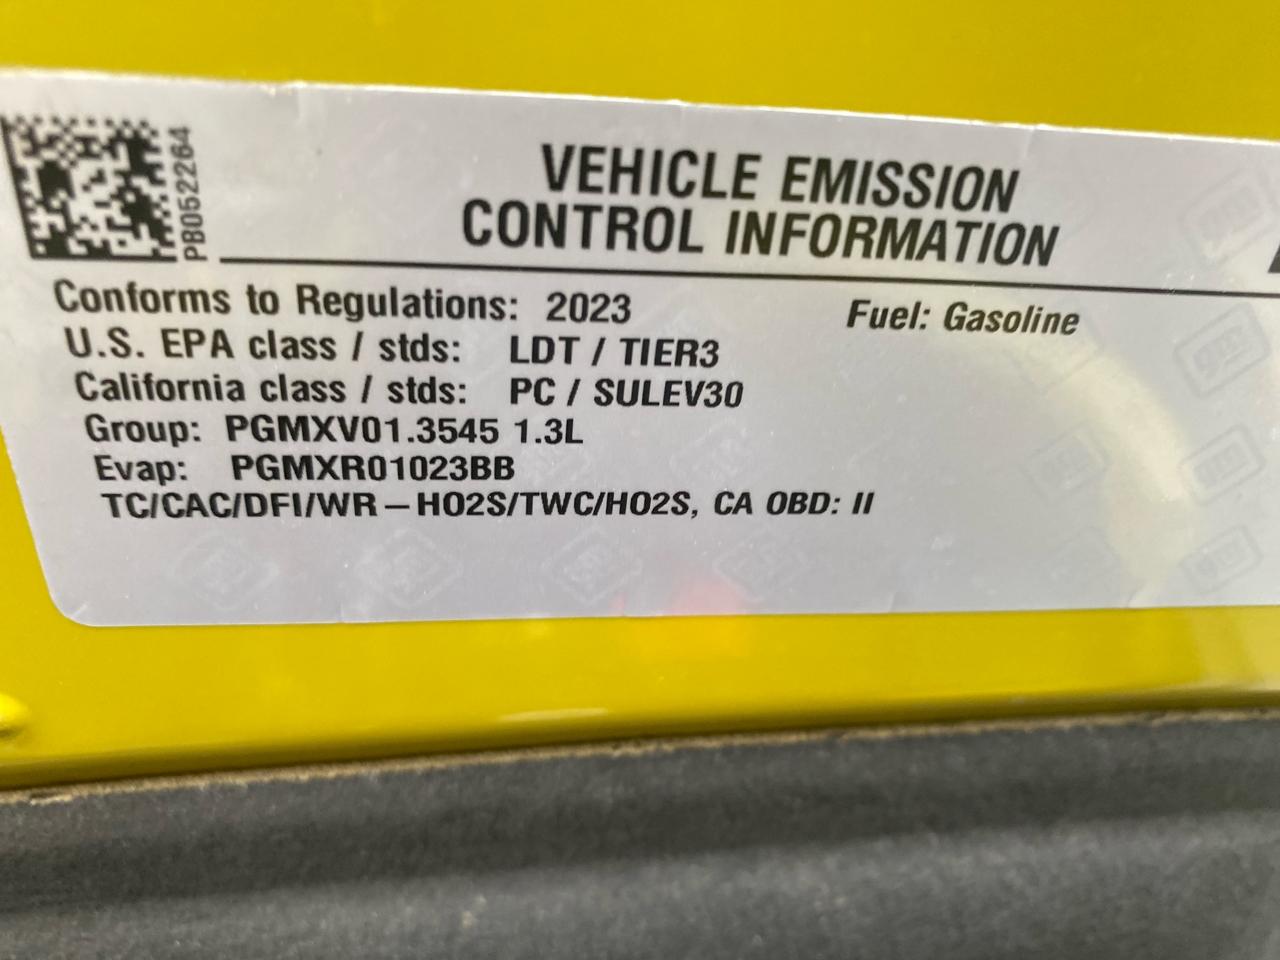 PB052264
VEHICLE EMISSION
CONTROL INFORMATION
Conforms to Regulations: 2023 Fuel: Gasoline
U.S. EPA class / stds: LDT / TIER3
California class / stds: PC / SULEV30
Group: PGMXV01.3545 1.3L
Evap: PGMXR01023BB
TC/CAC/DFI/WR–HO2S/TWC/HO2S, CA OBD: II